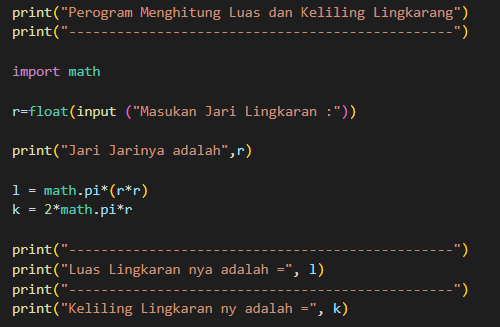 print("Perogram Menghitung Luas dan Keliling Lingkarang")
print("------------------------------------------------")
import math
r=float(input ("Masukan Jari Lingkaran :"))
print("Jari Jarinya adalah",r)
l = math.pi*(r*r)
k = 2*math.pi*r
print("------------------------------------------------")
print("Luas Lingkaran nya adalah =", l)
print("------------------------------------------------")
print("Keliling Lingkaran ny adalah =", k)